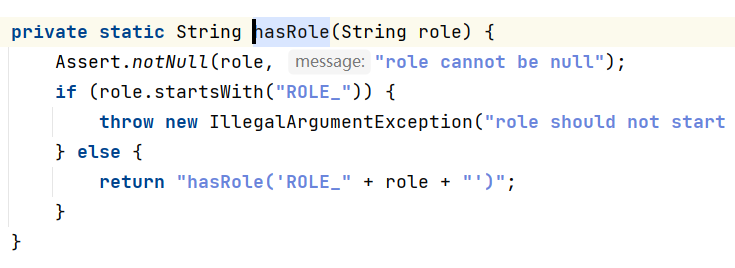 private static String hasRole(String role) {
    Assert.notNull(role, message: "role cannot be null");
    if (role.startsWith("ROLE_")) {
        throw new IllegalArgumentException("role should not start
    } else {
        return "hasRole('ROLE_" + role + "')";
    }
}